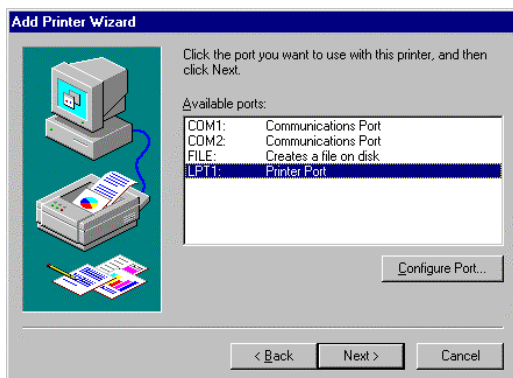 Add Printer Wizard
Click the port you want to use with this printer, and then
click Next.
Available ports:
COM1: Communications Port
COM2: Communications Port
FILE: Creates a file on disk
LPT1: Printer Port
Configure Port...
< Back Next > Cancel